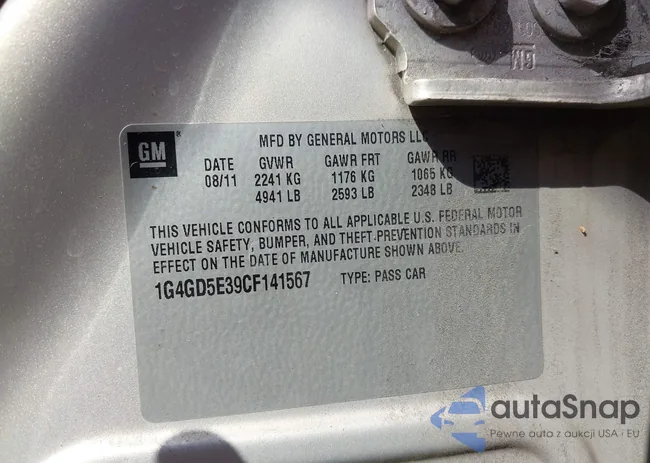 GM
GM
MFD BY GENERAL MOTORS LLC
DATE GVWR GAWR FRT GAWR RR
08/11 2241 KG 1176 KG 1065 KG
4941 LB 2593 LB 2348 LB
THIS VEHICLE CONFORMS TO ALL APPLICABLE U.S. FEDERAL MOTOR
VEHICLE SAFETY, BUMPER, AND THEFT PREVENTION STANDARDS IN
EFFECT ON THE DATE OF MANUFACTURE SHOWN ABOVE.
1G4GD5E39CF141567 TYPE: PASS CAR
autaSnap
Pewne auta z aukcji USA i EU